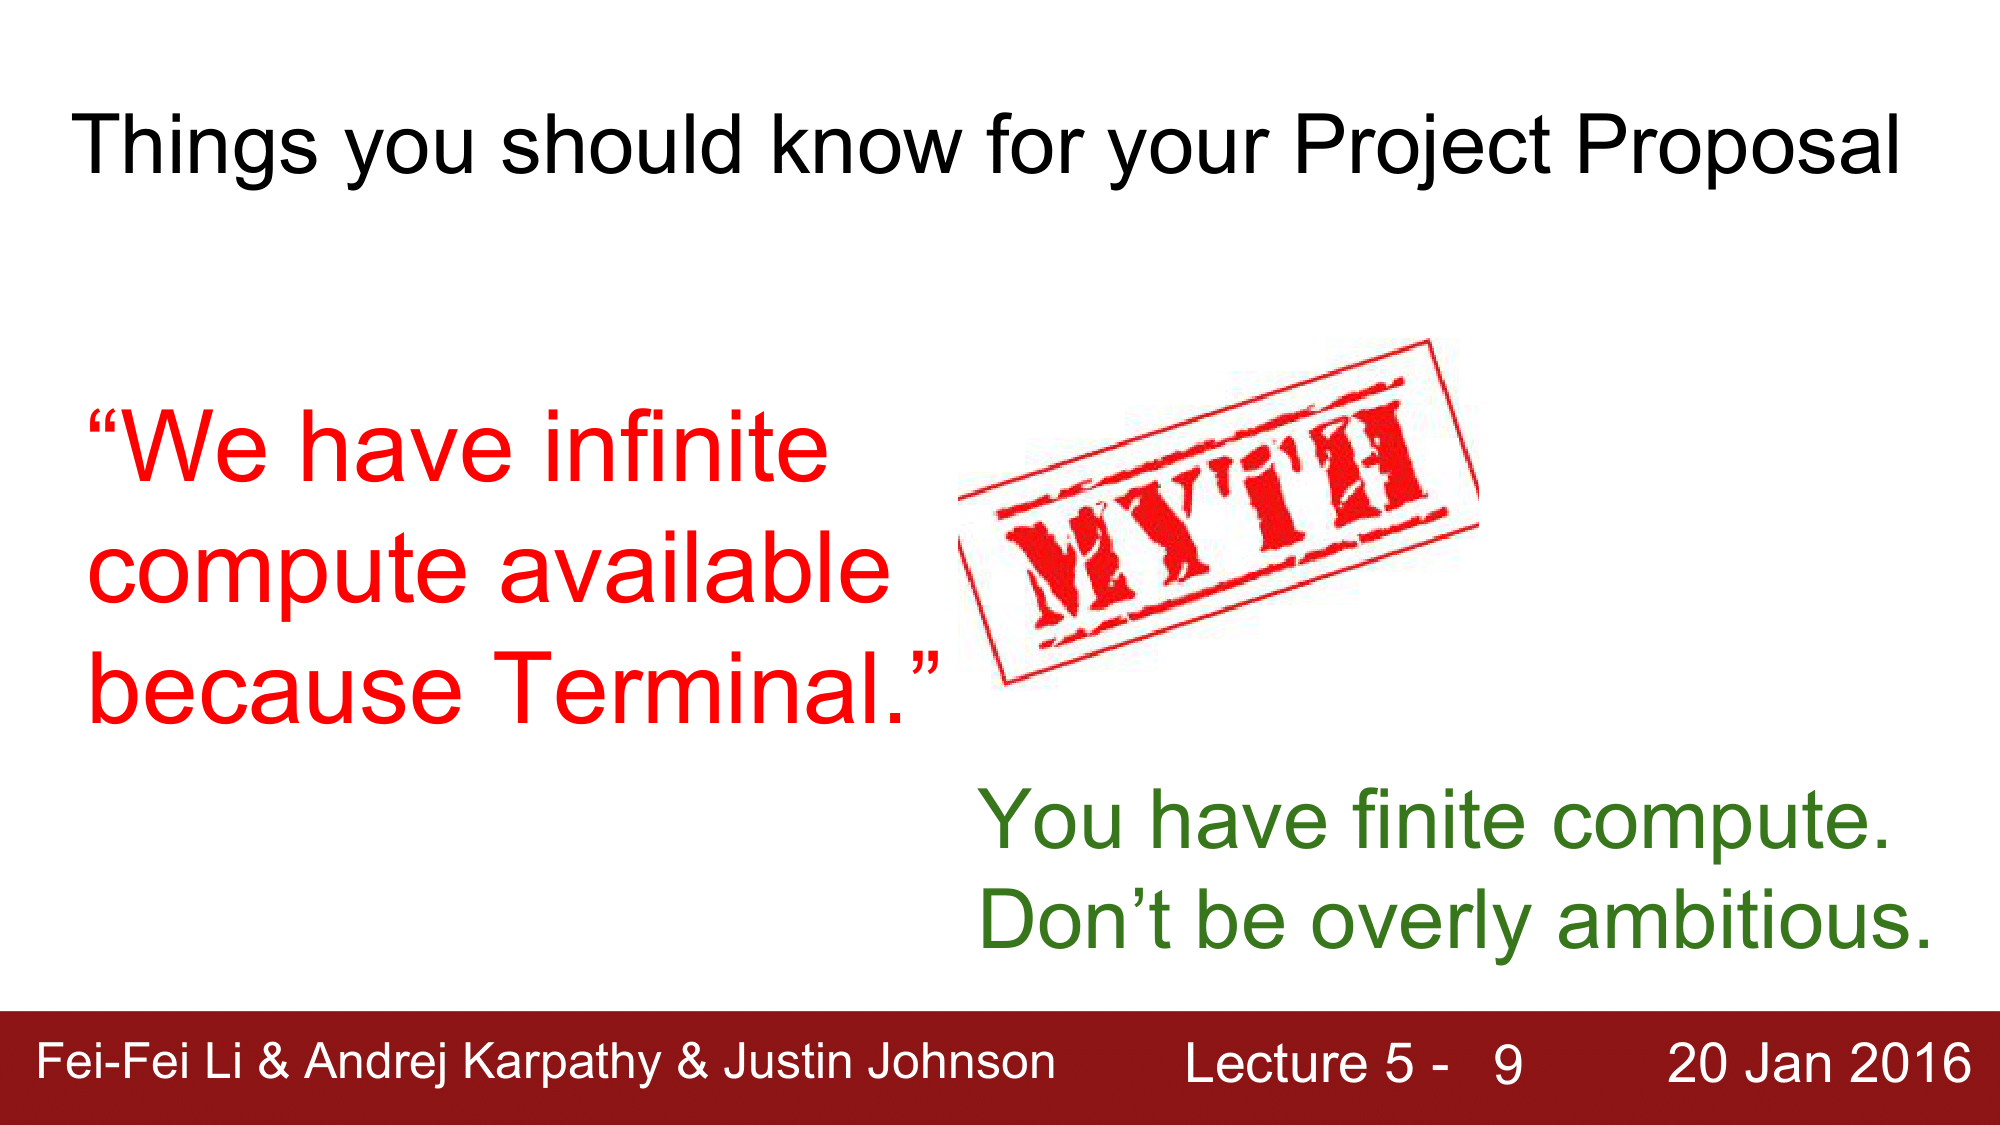 Things you should know for your Project Proposal
“We have infinite
compute available
because Terminal.”
MYTH
You have finite compute.
Don’t be overly ambitious.
Fei-Fei Li & Andrej Karpathy & Justin Johnson Lecture 5 - 9 20 Jan 2016